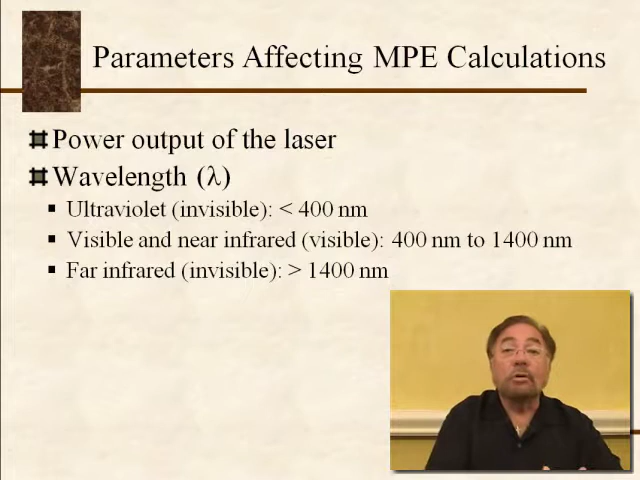 Parameters Affecting MPE Calculations
Power output of the laser
Wavelength (λ)
Ultraviolet (invisible): < 400 nm
Visible and near infrared (visible): 400 nm to 1400 nm
Far infrared (invisible): > 1400 nm